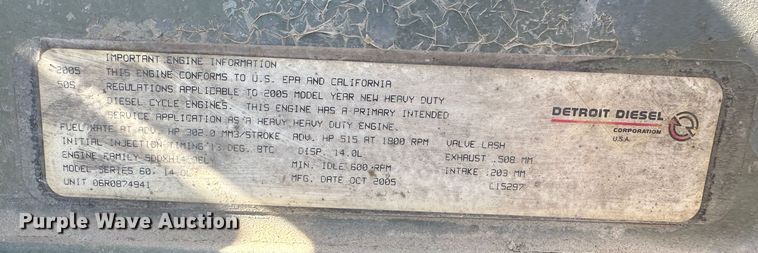 IMPORTANT ENGINE INFORMATION
2005 THIS ENGINE CONFORMS TO U.S. EPA AND CALIFORNIA
50S REGULATIONS APPLICABLE TO 2005 MODEL YEAR NEW HEAVY DUTY
DIESEL CYCLE ENGINES. THIS ENGINE HAS A PRIMARY INTENDED
SERVICE APPLICATION AS A HEAVY HEAVY DUTY ENGINE.
FUEL RATE AT ADV. HP 302.0 MM3/STROKE ADV. HP 515 AT 1800 RPM VALVE LASH
INITIAL INJECTION TIMING 13 DEG. BTC DISP. 14.0L EXHAUST .508 MM
ENGINE FAMILY MIN. IDLE 600 RPM INTAKE .203 MM
MODEL SERIES 60, 14.0L MFG. DATE OCT 2005 C15297
UNIT 06R0874941
DETROIT DIESEL
CORPORATION
U.S.A.
Purple Wave Auction